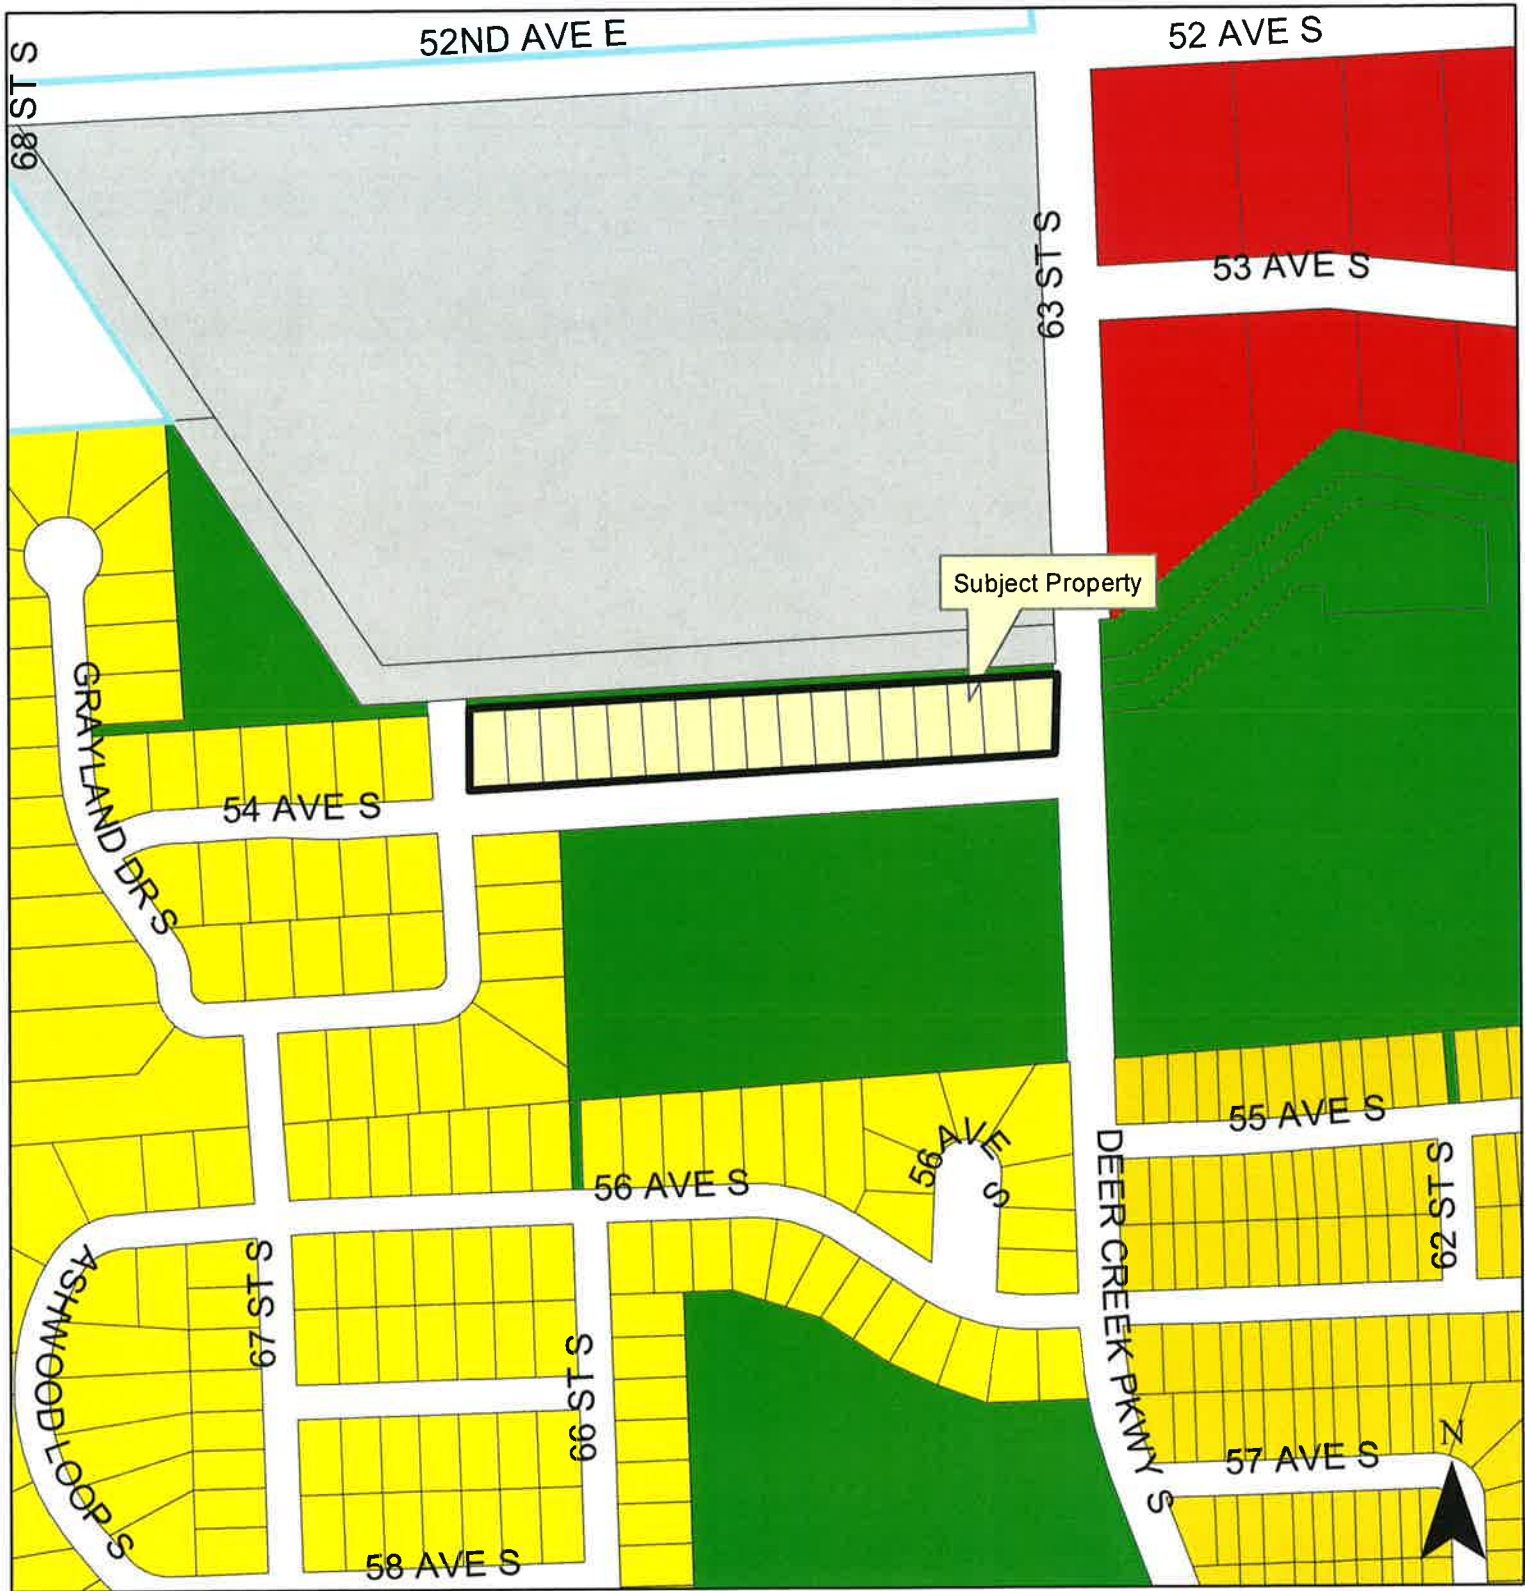 52ND AVE E
52 AVE S
68 ST S
63 ST S
53 AVE S
Subject Property
GRAYLAND DR S
54 AVE S
55 AVE S
56 AVE S
56 AVE S
DEER CREEK PKWY S
62 ST S
ASHWOOD LOOP S
67 ST S
66 ST S
57 AVE S
N
58 AVE S